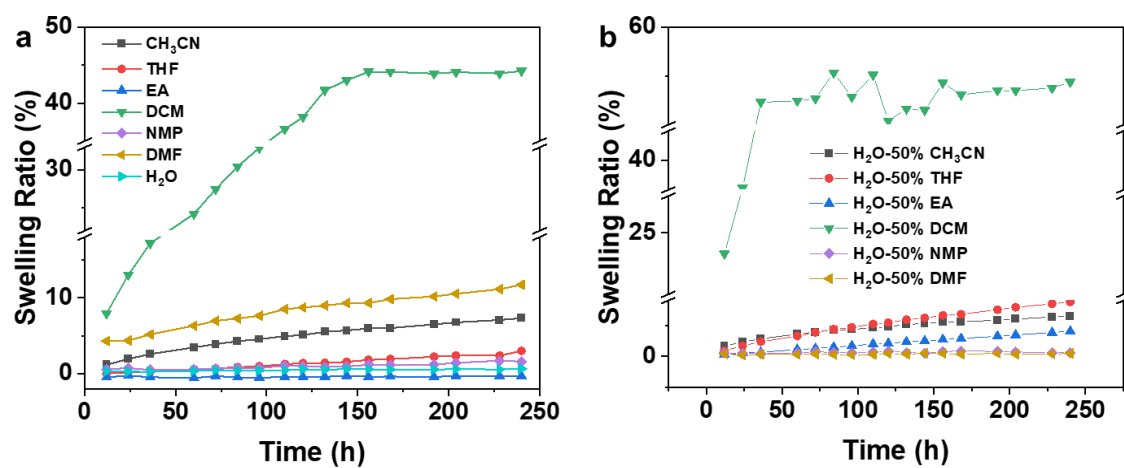 a
50
40
30
10
0
0
50
100
150
200
250
Swelling Ratio (%)
Time (h)
CH₃CN
THF
EA
DCM
NMP
DMF
H₂O
b
60
40
25
0
0
50
100
150
200
250
Swelling Ratio (%)
Time (h)
H₂O-50% CH₃CN
H₂O-50% THF
H₂O-50% EA
H₂O-50% DCM
H₂O-50% NMP
H₂O-50% DMF